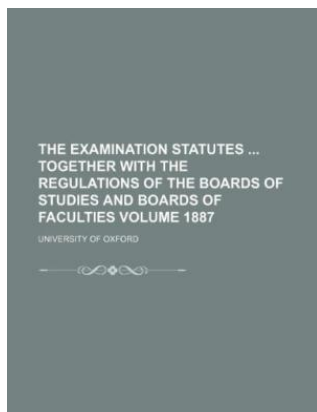 THE EXAMINATION STATUTES ...
TOGETHER WITH THE
REGULATIONS OF THE BOARDS OF
STUDIES AND BOARDS OF
FACULTIES VOLUME 1887
UNIVERSITY OF OXFORD